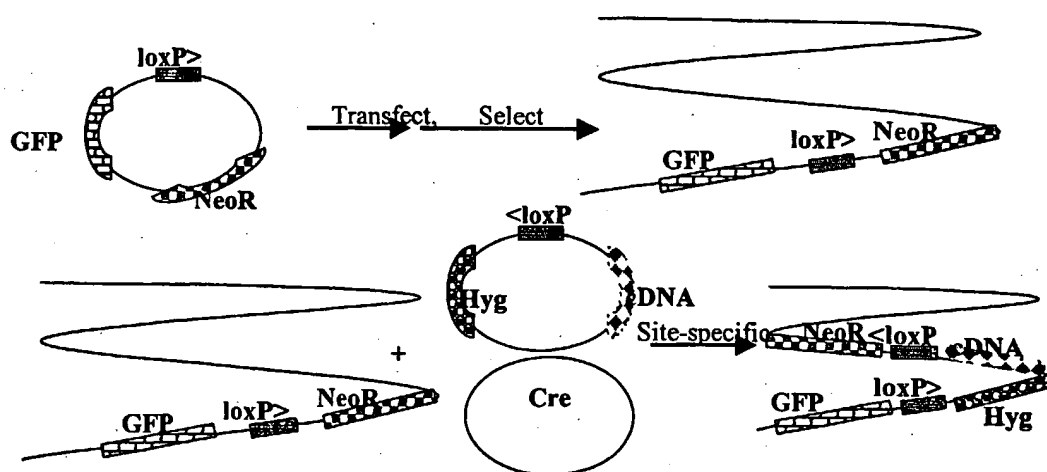 loxP>
GFP
NeoR
Transfect, Select
GFP loxP> NeoR
<loxP
Hyg DNA
+
Cre
GFP loxP> NeoR
Site-specific
NeoR <loxP cDNA
GFP loxP> Hyg